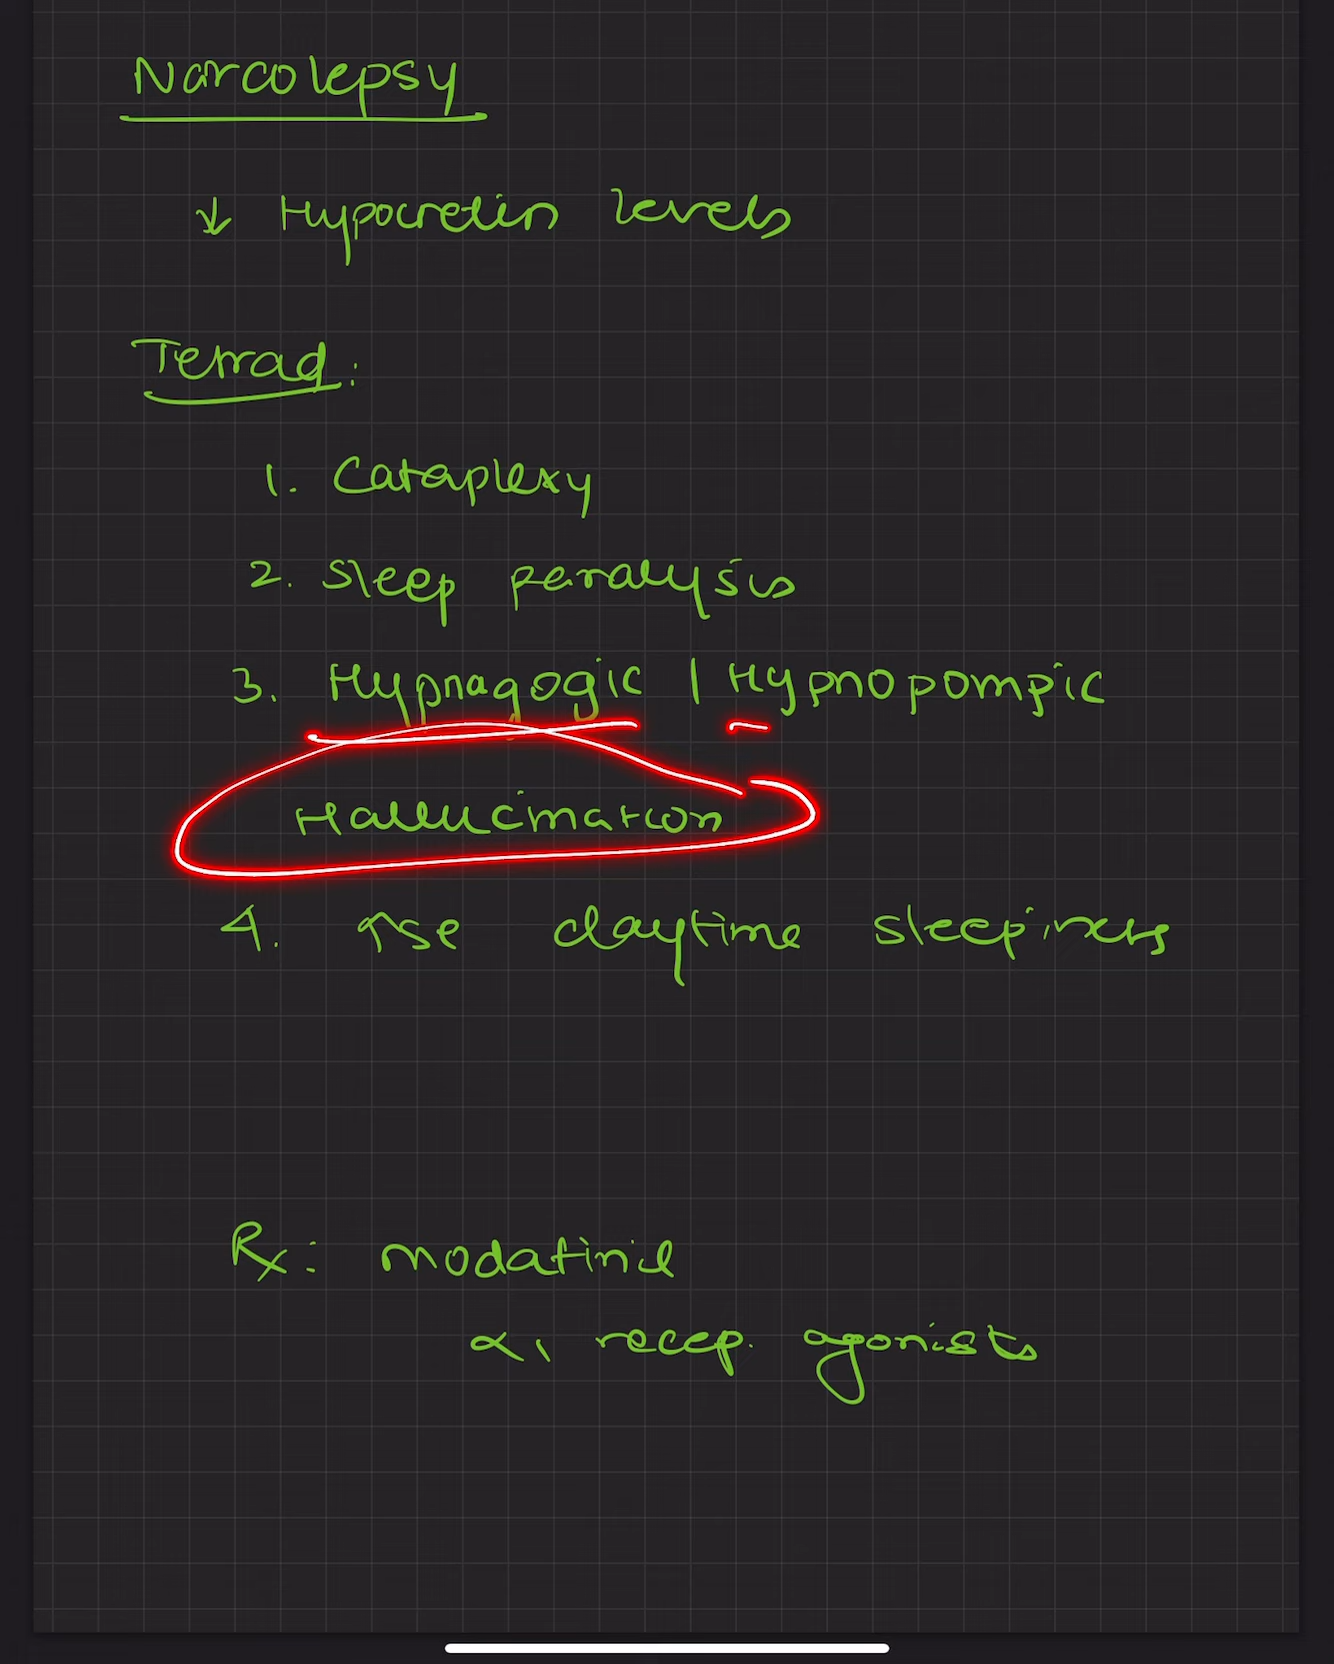 Narcolepsy
↓ Hypocretin levels
Tetrad:
1. Cataplexy
2. Sleep paralysis
3. Hypnagogic | Hypnopompic
Hallucination
4. ↑se daytime sleepiness
Rx: modafinil
α1 recep. agonists